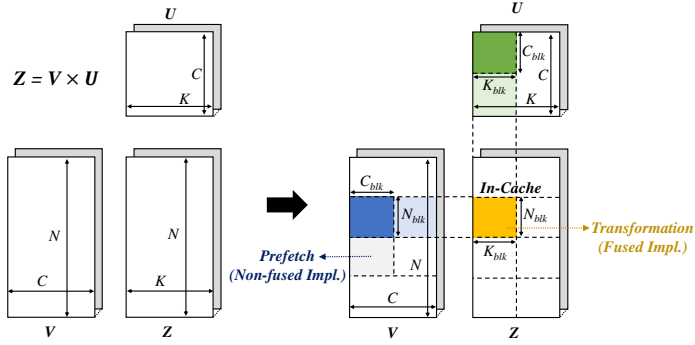 U
C
K
Z = V × U
N
C
V
N
K
Z
U
C_blk
C
K_blk
K
C_blk
N_blk
Prefetch
(Non-fused Impl.)
N
C
V
In-Cache
N_blk
K_blk
Transformation
(Fused Impl.)
Z